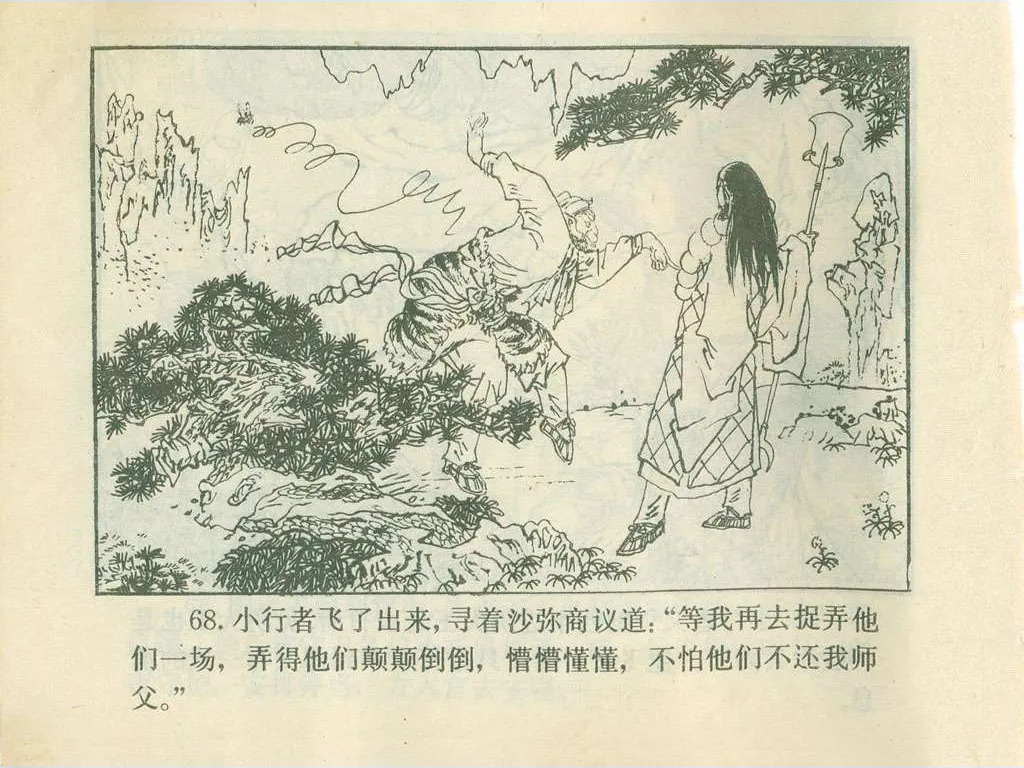 68. 小行者飞了出来，寻着沙弥商议道：“等我再去捉弄他
们一场，弄得他们颠颠倒倒，懵懵懂懂，不怕他们不还我师
父。”